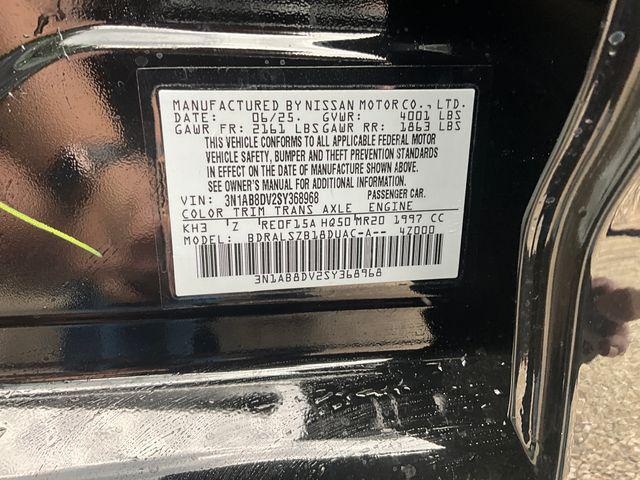 MANUFACTURED BY NISSAN MOTOR CO., LTD.
DATE: 06/25. GVWR: 4001 LBS
GAWR FR: 2161 LBS GAWR RR: 1863 LBS
THIS VEHICLE CONFORMS TO ALL APPLICABLE FEDERAL MOTOR
VEHICLE SAFETY, BUMPER AND THEFT PREVENTION STANDARDS
IN EFFECT ON THE DATE OF MANUFACTURE SHOWN ABOVE.
SEE OWNER'S MANUAL FOR ADDITIONAL INFORMATION.
VIN: 3N1AB8DV2SY368968 PASSENGER CAR.
COLOR TRIM TRANS AXLE ENGINE
KH3 Z RE0F15A HQ50 MR20 1997 CC
MODEL: BDRALSZB18DUAC-A-- 4Z000
3N1AB8DV2SY368968